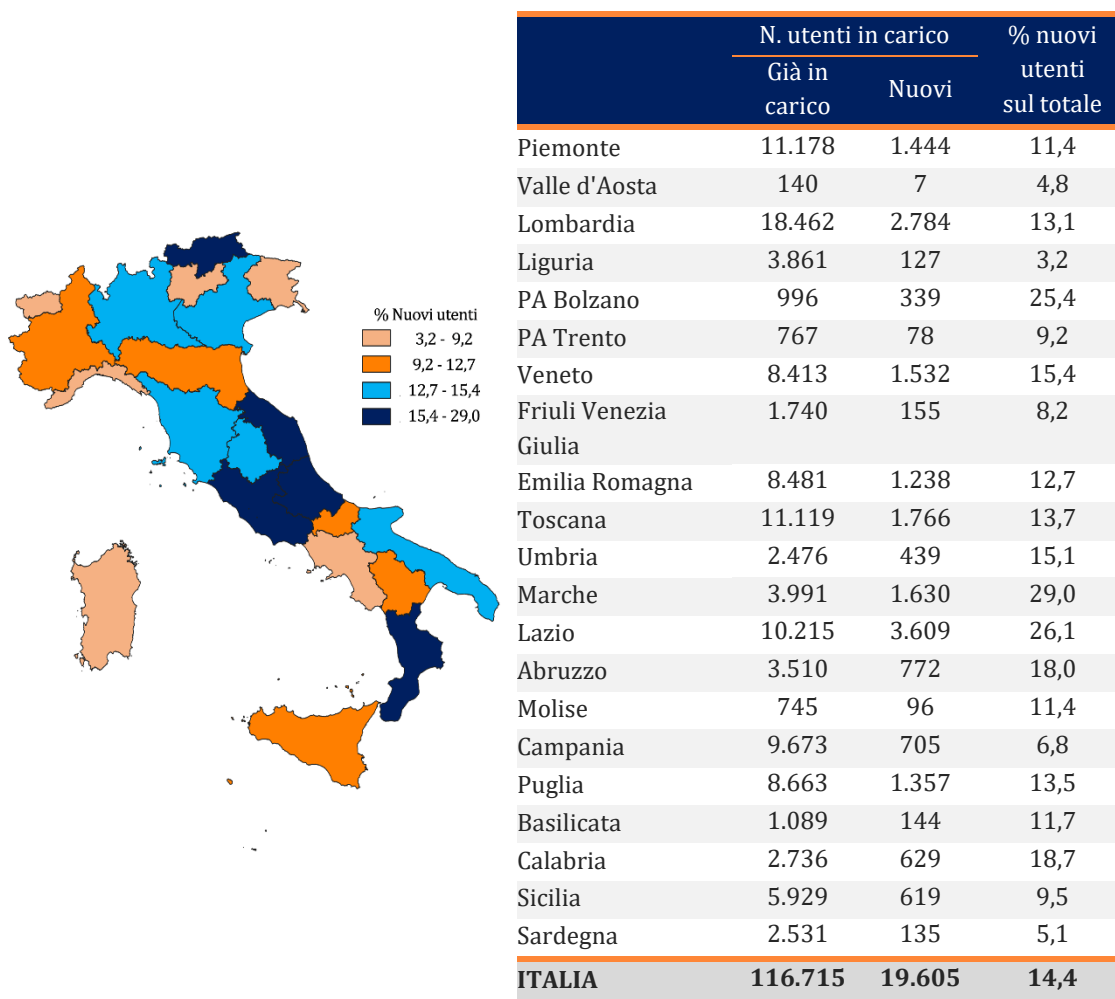 % Nuovi utenti
3,2 - 9,2
9,2 - 12,7
12,7 - 15,4
15,4 - 29,0
N. utenti in carico % nuovi utenti sul totale
Già in carico Nuovi
Piemonte 11.178 1.444 11,4
Valle d'Aosta 140 7 4,8
Lombardia 18.462 2.784 13,1
Liguria 3.861 127 3,2
PA Bolzano 996 339 25,4
PA Trento 767 78 9,2
Veneto 8.413 1.532 15,4
Friuli Venezia Giulia 1.740 155 8,2
Emilia Romagna 8.481 1.238 12,7
Toscana 11.119 1.766 13,7
Umbria 2.476 439 15,1
Marche 3.991 1.630 29,0
Lazio 10.215 3.609 26,1
Abruzzo 3.510 772 18,0
Molise 745 96 11,4
Campania 9.673 705 6,8
Puglia 8.663 1.357 13,5
Basilicata 1.089 144 11,7
Calabria 2.736 629 18,7
Sicilia 5.929 619 9,5
Sardegna 2.531 135 5,1
ITALIA 116.715 19.605 14,4